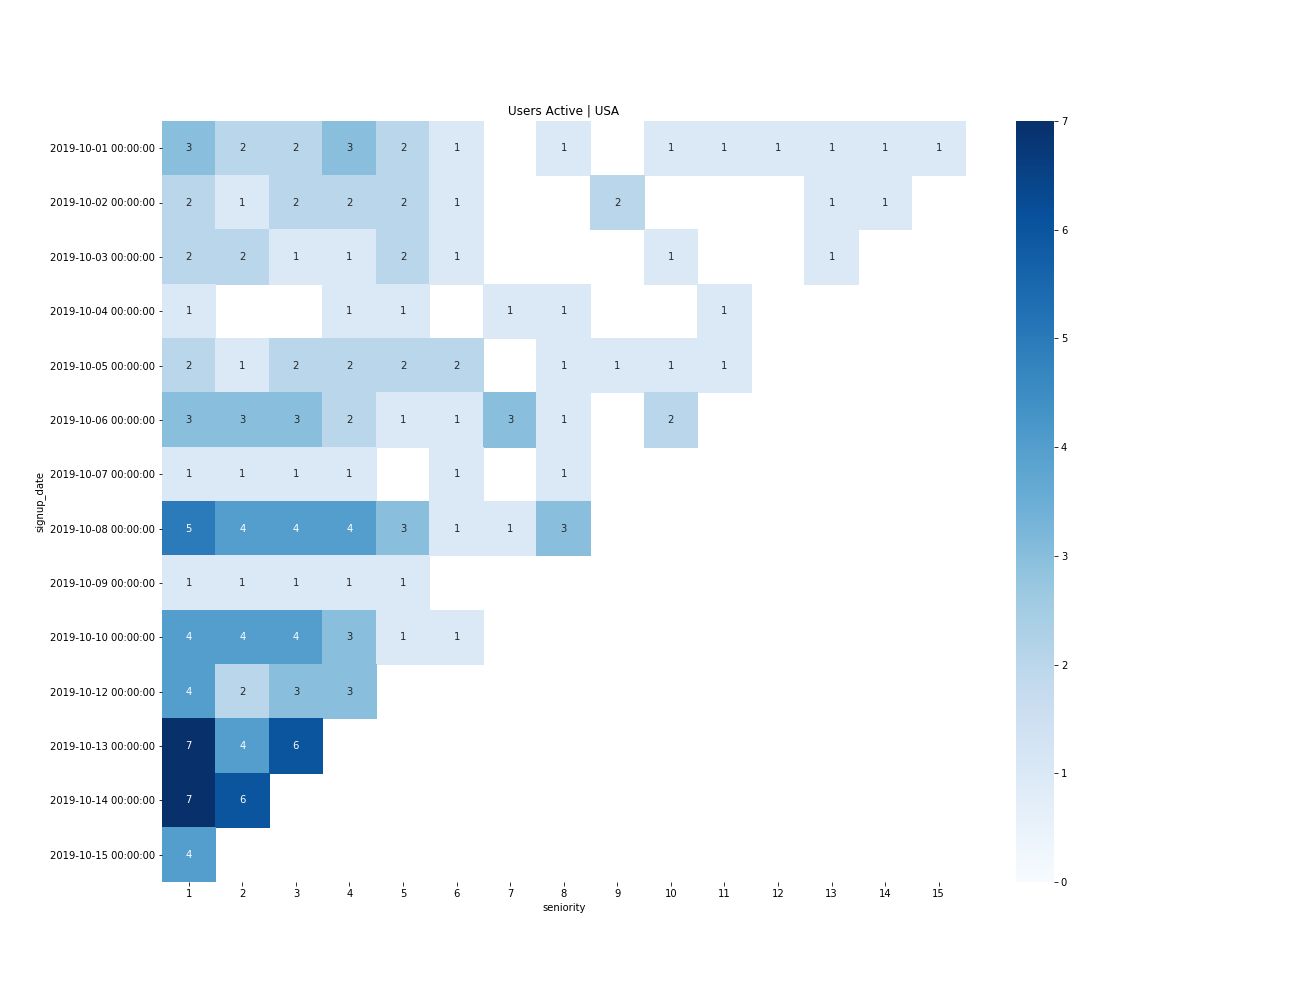 Users Active | USA
2019-10-01 00:00:00 3 2 2 3 2 1 1 1 1 1 1 1 1
2019-10-02 00:00:00 2 1 2 2 2 1 2 1 1
2019-10-03 00:00:00 2 2 1 1 2 1 1 1
2019-10-04 00:00:00 1 1 1 1 1 1
2019-10-05 00:00:00 2 1 2 2 2 2 1 1 1 1
2019-10-06 00:00:00 3 3 3 2 1 1 3 1 2
2019-10-07 00:00:00 1 1 1 1 1 1
2019-10-08 00:00:00 5 4 4 4 3 1 1 3
2019-10-09 00:00:00 1 1 1 1 1
2019-10-10 00:00:00 4 4 4 3 1 1
2019-10-12 00:00:00 4 2 3 3
2019-10-13 00:00:00 7 4 6
2019-10-14 00:00:00 7 6
2019-10-15 00:00:00 4
1 2 3 4 5 6 7 8 9 10 11 12 13 14 15
seniority
signup_date
7
6
5
4
3
2
1
0